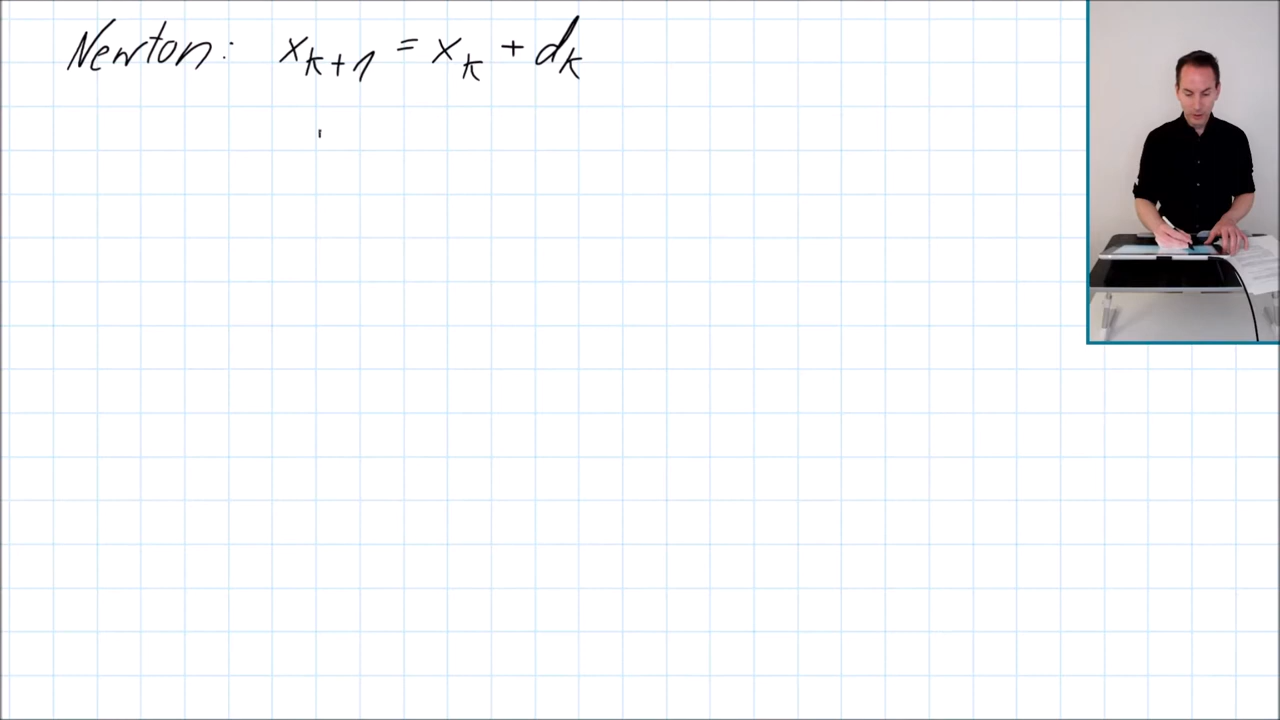 Newton: x_{k+1} = x_k + d_k